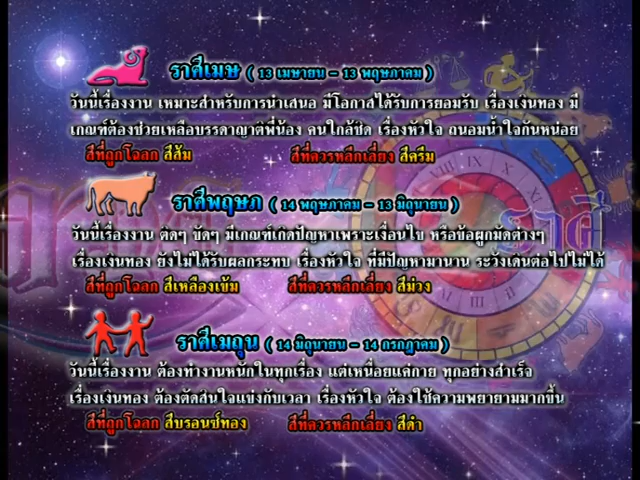 ราศีเมษ ( 13 เมษายน - 13 พฤษภาคม )
วันนี้เรื่องงาน เหมาะสำหรับการนำเสนอ มีโอกาสได้รับการยอมรับ เรื่องเงินทอง มี
เกณฑ์ต้องช่วยเหลือบรรดาญาติพี่น้อง คนใกล้ชิด เรื่องหัวใจ ถนอมน้ำใจกันหน่อย
สีที่ถูกโฉลก สีส้ม สีที่ควรหลีกเลี่ยง สีครีม
ราศีพฤษภ ( 14 พฤษภาคม - 13 มิถุนายน )
วันนี้เรื่องงาน ติดๆ ขัดๆ มีเกณฑ์เกิดปัญหาเพราะเงื่อนไข หรือข้อผูกมัดต่างๆ
เรื่องเงินทอง ยังไม่ได้รับผลกระทบ เรื่องหัวใจ ที่มีปัญหามานาน ระวังเดินต่อไปไม่ได้
สีที่ถูกโฉลก สีเหลืองเข้ม สีที่ควรหลีกเลี่ยง สีม่วง
ราศี
ราศีเมถุน ( 14 มิถุนายน - 14 กรกฎาคม )
วันนี้เรื่องงาน ต้องทำงานหนักในทุกเรื่อง แต่เหนื่อยแค่กาย ทุกอย่างสำเร็จ
เรื่องเงินทอง ต้องตัดสินใจแข่งกับเวลา เรื่องหัวใจ ต้องใช้ความพยายามมากขึ้น
สีที่ถูกโฉลก สีบรอนซ์ทอง สีที่ควรหลีกเลี่ยง สีดำ